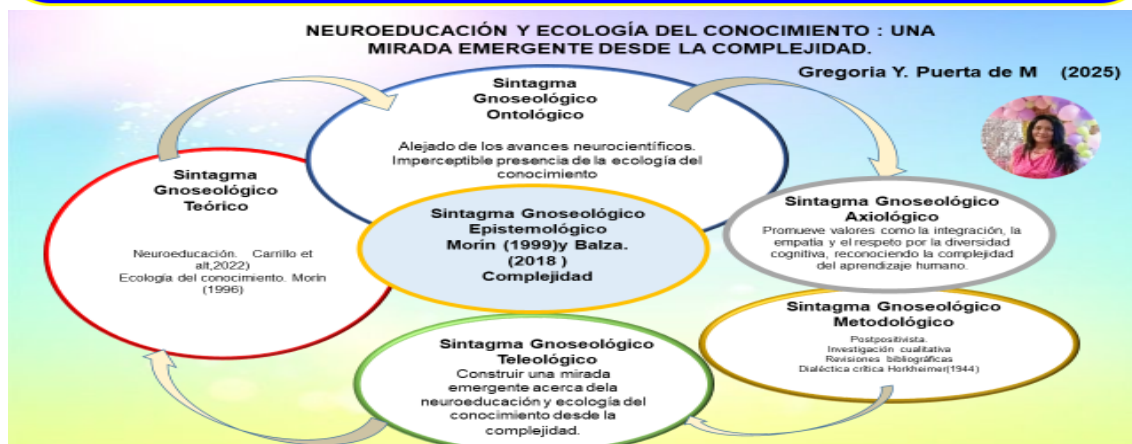 NEUROEDUCACIÓN Y ECOLOGÍA DEL CONOCIMIENTO : UNA
MIRADA EMERGENTE DESDE LA COMPLEJIDAD.
Gregoria Y. Puerta de M (2025)
Sintagma
Gnoseológico
Ontológico
Alejado de los avances neurocientíficos.
Imperceptible presencia de la ecología del
conocimiento
Sintagma
Gnoseológico
Teórico
Neuroeducación. Carrillo et
alt,2022)
Ecología del conocimiento. Morín
(1996)
Sintagma Gnoseológico
Epistemológico
Morín (1999)y Balza.
(2018 )
Complejidad
Sintagma Gnoseológico
Axiológico
Promueve valores como la integración, la
empatía y el respeto por la diversidad
cognitiva, reconociendo la complejidad
del aprendizaje humano.
Sintagma Gnoseológico
Metodológico
Postpositivista.
Investigación cualitativa
Revisiones bibliográficas
Dialéctica crítica Horkheimer(1944)
Sintagma Gnoseológico
Teleológico
Construir una mirada
emergente acerca dela
neuroeducación y ecología del
conocimiento desde la
complejidad.